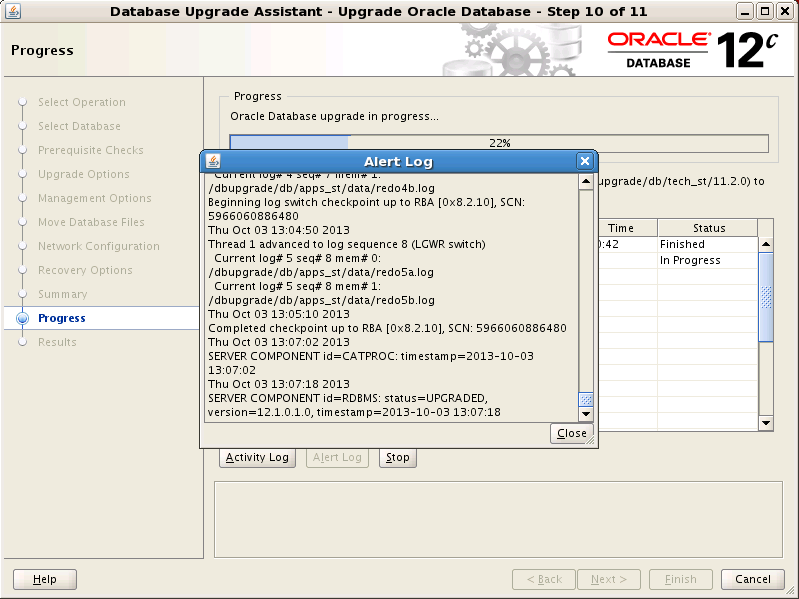 Database Upgrade Assistant - Upgrade Oracle Database - Step 10 of 11
Progress
ORACLE®
DATABASE
12c
Select Operation
Select Database
Prerequisite Checks
Upgrade Options
Management Options
Move Database Files
Network Configuration
Recovery Options
Summary
Progress
Results
Progress
Oracle Database upgrade in progress...
22%
upgrade/db/tech_st/11.2.0) to
Time Status
0:42 Finished
In Progress
Alert Log
Current log# 4 seq# 7 mem# 1:
/dbupgrade/db/apps_st/data/redo4b.log
Beginning log switch checkpoint up to RBA [0x8.2.10], SCN:
5966060886480
Thu Oct 03 13:04:50 2013
Thread 1 advanced to log sequence 8 (LGWR switch)
Current log# 5 seq# 8 mem# 0:
/dbupgrade/db/apps_st/data/redo5a.log
Current log# 5 seq# 8 mem# 1:
/dbupgrade/db/apps_st/data/redo5b.log
Thu Oct 03 13:05:10 2013
Completed checkpoint up to RBA [0x8.2.10], SCN: 5966060886480
Thu Oct 03 13:07:02 2013
SERVER COMPONENT id=CATPROC: timestamp=2013-10-03
13:07:02
Thu Oct 03 13:07:18 2013
SERVER COMPONENT id=RDBMS: status=UPGRADED,
version=12.1.0.1.0, timestamp=2013-10-03 13:07:18
Close
Activity Log Alert Log Stop
Help < Back Next > Finish Cancel